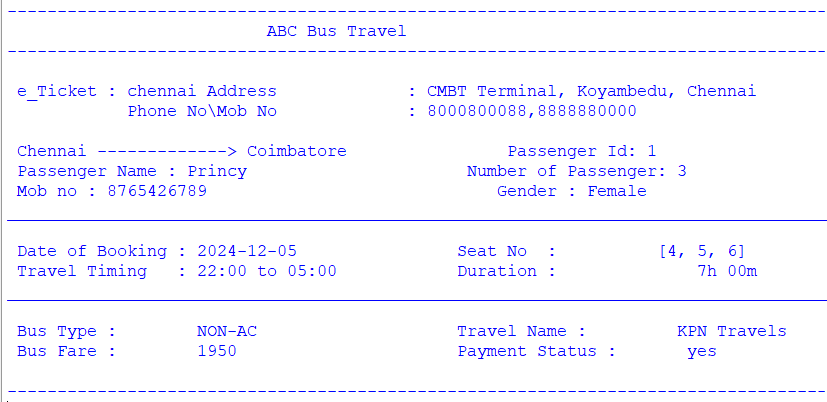 --------------------------------------------------------------------------------
ABC Bus Travel
--------------------------------------------------------------------------------
e_Ticket : chennai Address : CMBT Terminal, Koyambedu, Chennai
Phone No\Mob No : 8000800088,8888880000
Chennai -------------> Coimbatore Passenger Id: 1
Passenger Name : Princy Number of Passenger: 3
Mob no : 8765426789 Gender : Female
Date of Booking : 2024-12-05 Seat No : [4, 5, 6]
Travel Timing : 22:00 to 05:00 Duration : 7h 00m
Bus Type : NON-AC Travel Name : KPN Travels
Bus Fare : 1950 Payment Status : yes
--------------------------------------------------------------------------------